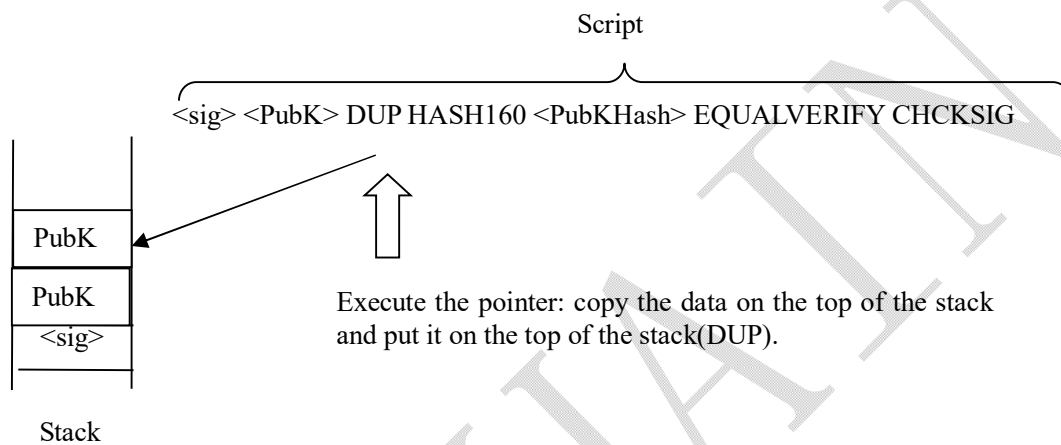 Script
<sig> <PubK> DUP HASH160 <PubKHash> EQUALVERIFY CHCKSIG
PubK
PubK
<sig>
Execute the pointer: copy the data on the top of the stack
and put it on the top of the stack(DUP).
Stack